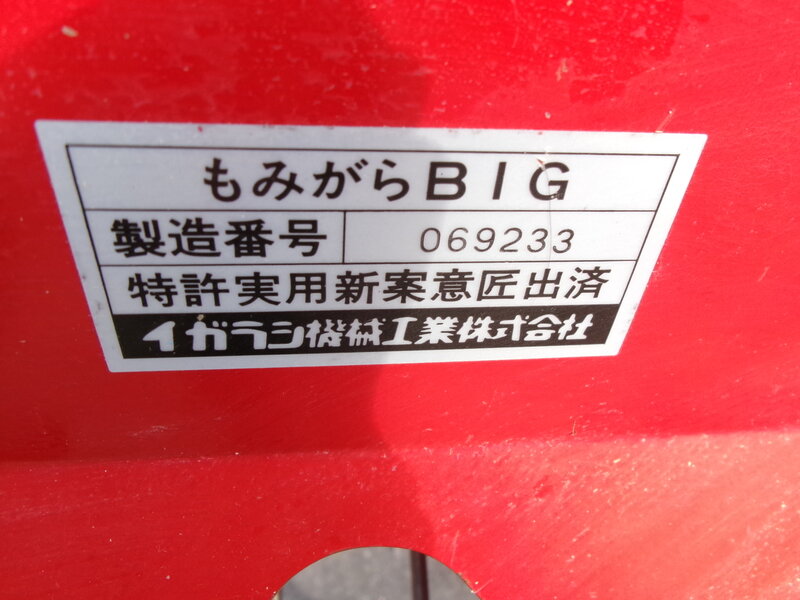 もみがらBIG
製造番号 069233
特許実用新案意匠出済
イガラシ機械工業株式会社